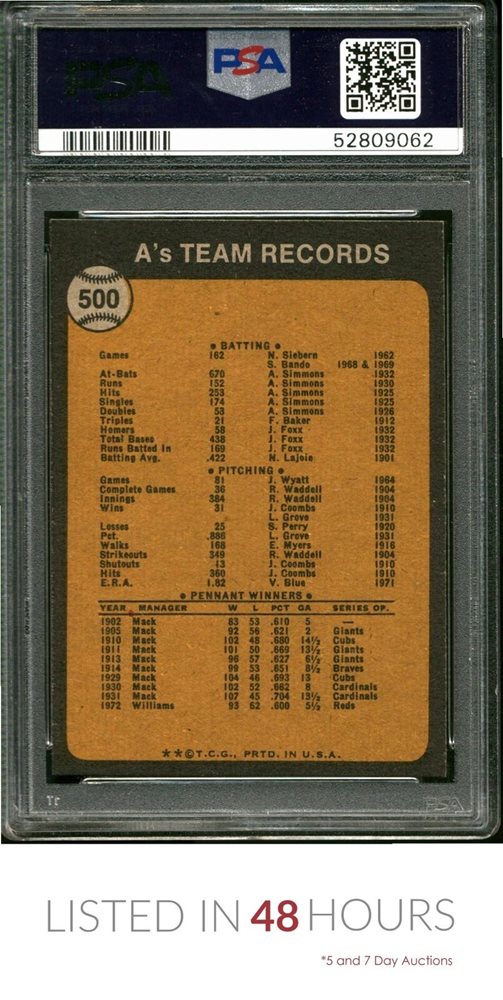 PSA
PSA
52809062
A's TEAM RECORDS
500
• BATTING •
Games 162 N. Siebern 1962
S. Bando 1968 & 1969
At-Bats 670 A. Simmons 1932
Runs 152 A. Simmons 1930
Hits 253 A. Simmons 1925
Singles 174 A. Simmons 1925
Doubles 53 A. Simmons 1926
Triples 21 F. Baker 1912
Homers 58 J. Foxx 1932
Total Bases 438 J. Foxx 1932
Runs Batted In 169 J. Foxx 1932
Batting Avg. .422 N. Lajoie 1901
• PITCHING •
Games 81 J. Wyatt 1964
Complete Games 36 R. Waddell 1904
Innings 384 R. Waddell 1904
Wins 31 J. Coombs 1910
L. Grove 1931
Losses 25 S. Perry 1920
Pct. .886 L. Grove 1931
Walks 168 E. Myers 1916
Strikeouts 349 R. Waddell 1904
Shutouts 13 J. Coombs 1910
Hits 360 J. Coombs 1910
E.R.A. 1.82 V. Blue 1971
• PENNANT WINNERS •
YEAR MANAGER W L PCT GA SERIES OP.
1902 Mack 83 53 .610 5 —
1905 Mack 92 56 .621 2 Giants
1910 Mack 102 48 .680 14½ Cubs
1911 Mack 101 50 .669 13½ Giants
1913 Mack 96 57 .627 6½ Giants
1914 Mack 99 53 .651 8½ Braves
1929 Mack 104 46 .693 13 Cubs
1930 Mack 102 52 .662 8 Cardinals
1931 Mack 107 45 .704 13½ Cardinals
1972 Williams 93 62 .600 5½ Reds
**©T.C.G., PRTD. IN U.S.A.
PSA
LISTED IN 48 HOURS
*5 and 7 Day Auctions